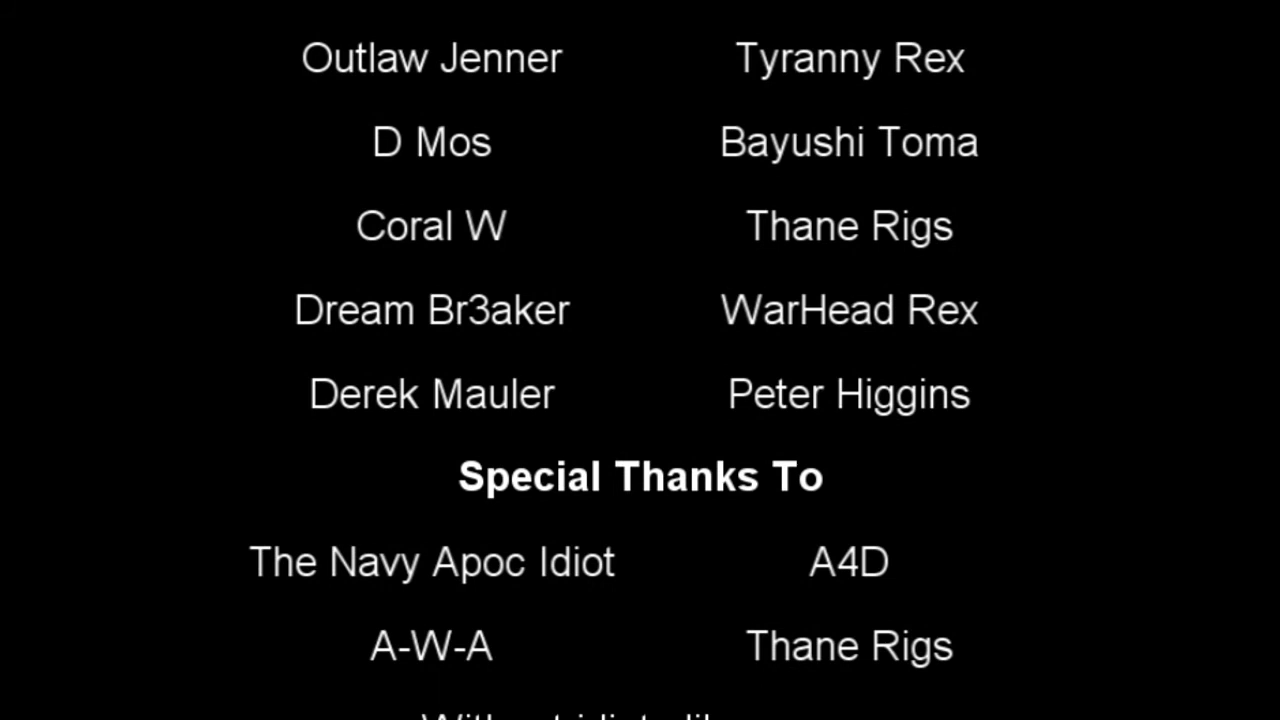 Outlaw Jenner Tyranny Rex
D Mos Bayushi Toma
Coral W Thane Rigs
Dream Br3aker WarHead Rex
Derek Mauler Peter Higgins
Special Thanks To
The Navy Apoc Idiot A4D
A-W-A Thane Rigs